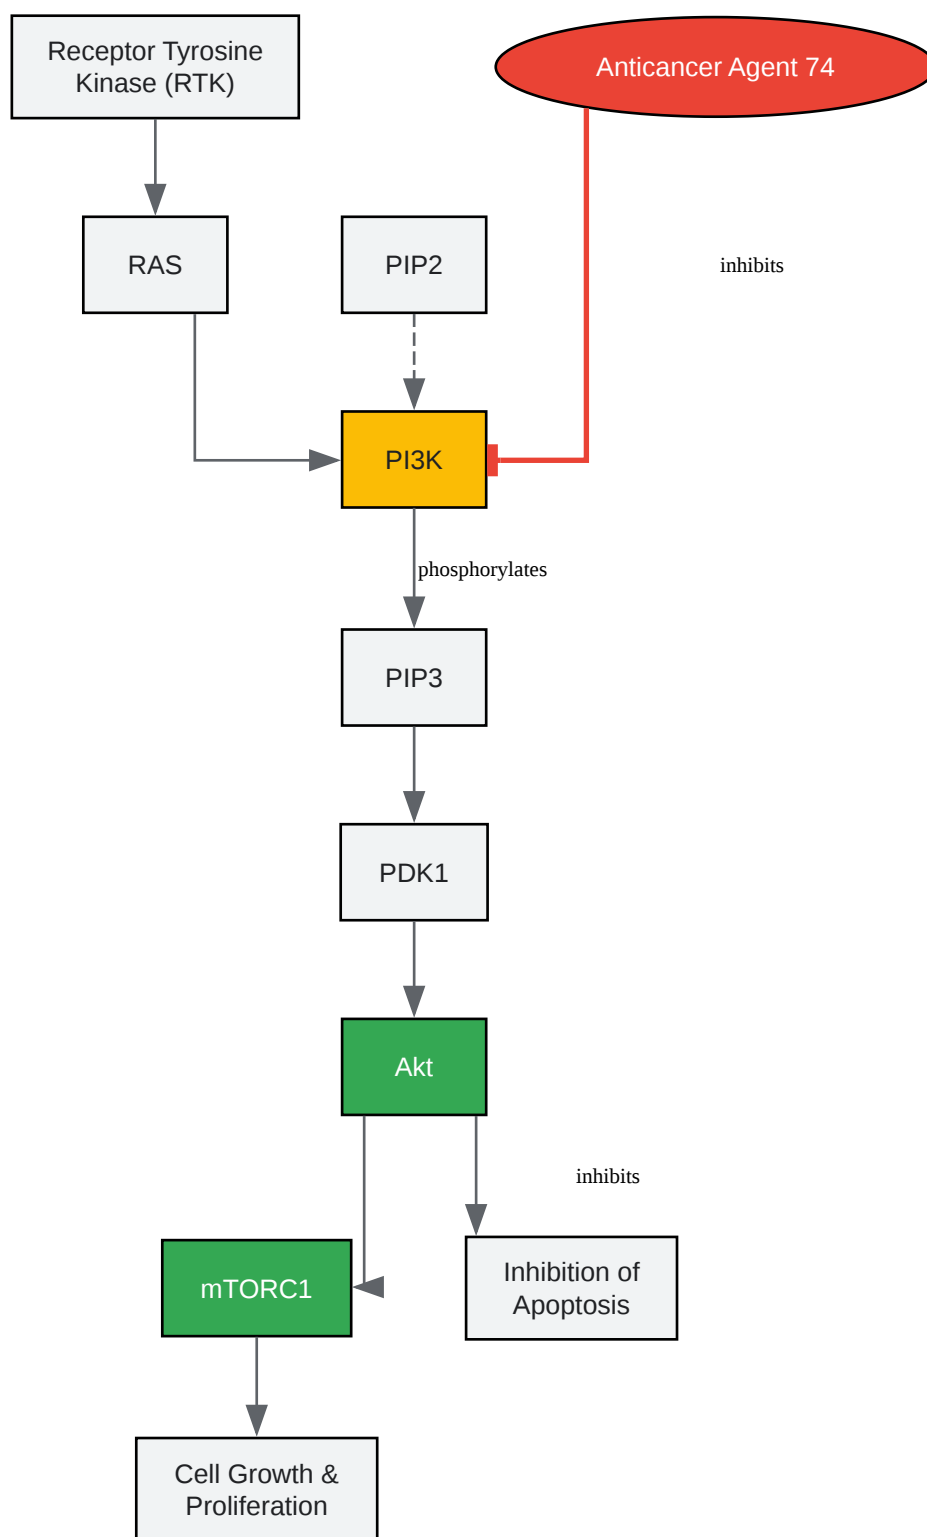 Receptor Tyrosine
Kinase (RTK)
Anticancer Agent 74
RAS
PIP2
inhibits
PI3K
phosphorylates
PIP3
PDK1
Akt
inhibits
mTORC1
Inhibition of
Apoptosis
Cell Growth &
Proliferation